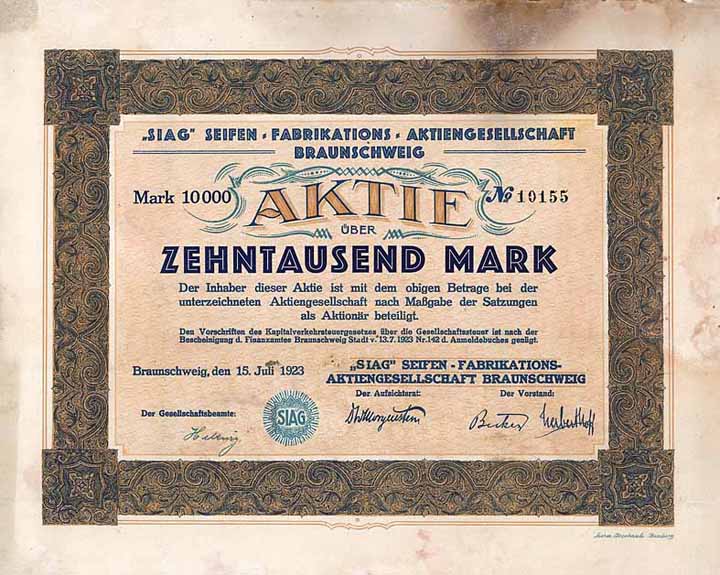 „SIAG" SEIFEN - FABRIKATIONS - AKTIENGESELLSCHAFT
BRAUNSCHWEIG
Mark 10000 AKTIE № 19155
ÜBER
ZEHNTAUSEND MARK
Der Inhaber dieser Aktie ist mit dem obigen Betrage bei der
unterzeichneten Aktiengesellschaft nach Maßgabe der Satzungen
als Aktionär beteiligt.
Den Vorschriften des Kapitalverkehrsteuergesetzes über die Gesellschaftsteuer ist nach der
Bescheinigung d. Finanzamtes Braunschweig Stadt v. 13.7.1923 Nr. 142 d. Anmeldebuches genügt.
Braunschweig, den 15. Juli 1923
„SIAG" SEIFEN - FABRIKATIONS-
AKTIENGESELLSCHAFT BRAUNSCHWEIG
Der Aufsichtsrat: Der Vorstand:
Der Gesellschaftsbeamte:
SIAG
Becker